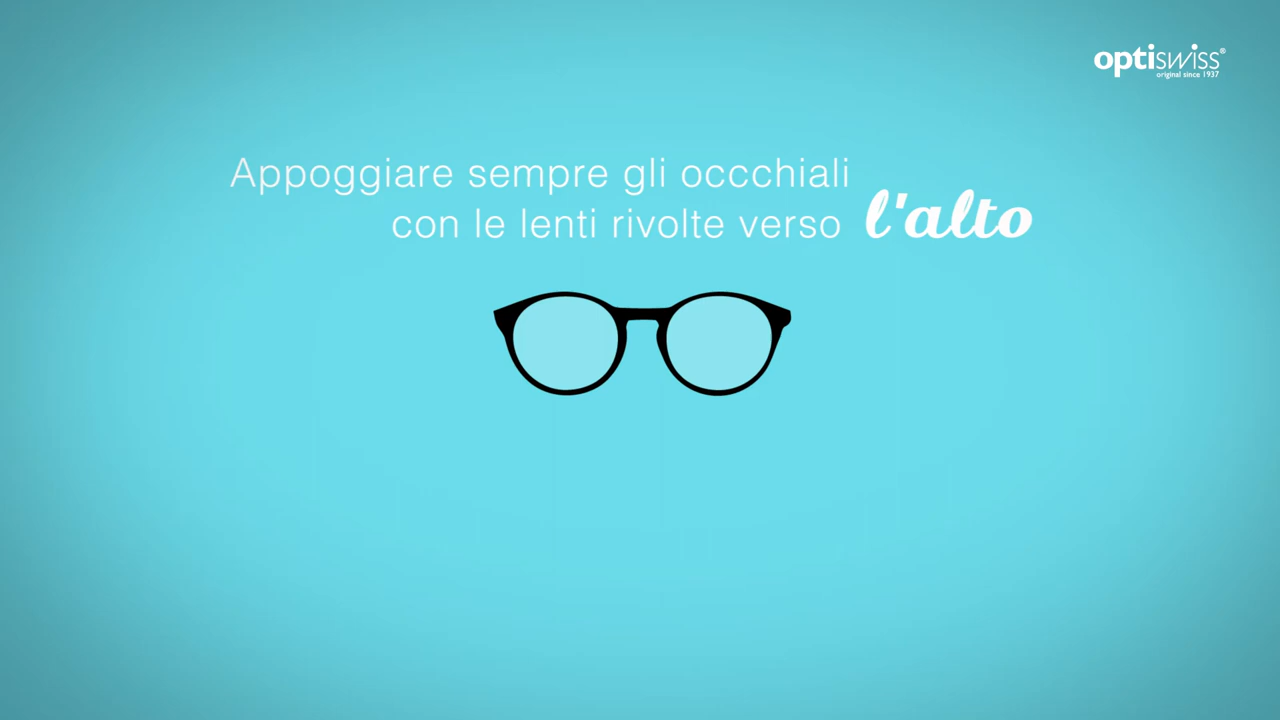 optiswiss®
original since 1937
Appoggiare sempre gli occchiali
con le lenti rivolte verso l'alto